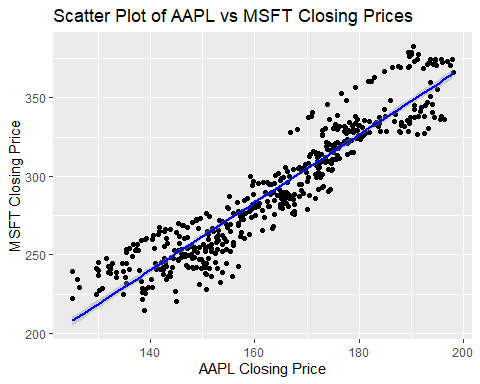 Scatter Plot of AAPL vs MSFT Closing Prices
MSFT Closing Price
350
300
250
200
140
160
180
200
AAPL Closing Price